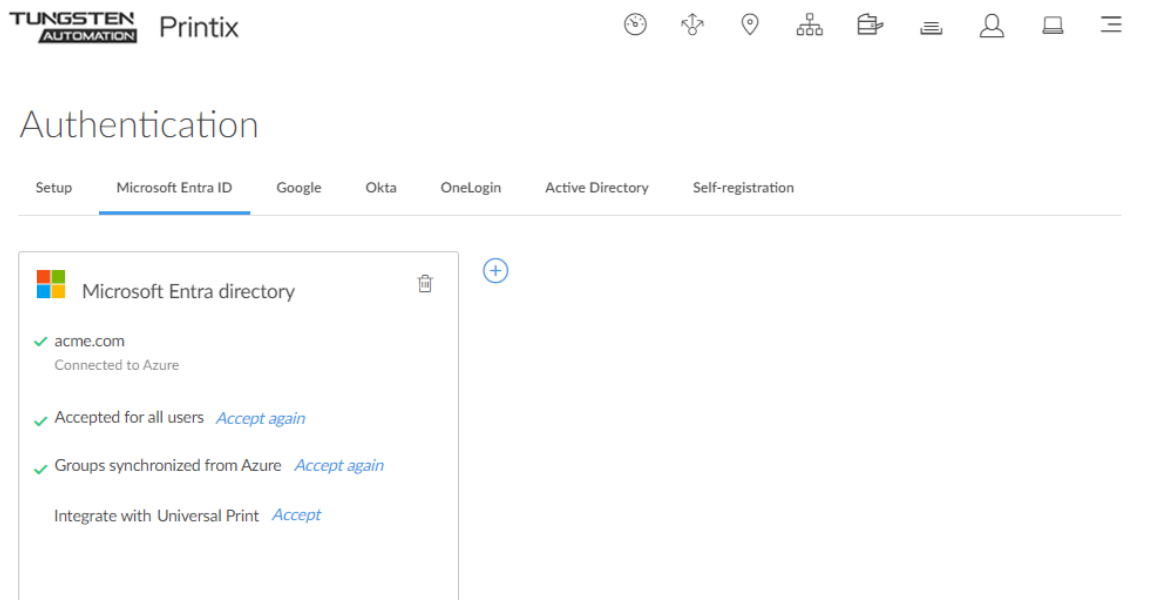 TUNGSTEN
AUTOMATION
Printix
Authentication
Setup Microsoft Entra ID Google Okta OneLogin Active Directory Self-registration
Microsoft Entra directory
acme.com
Connected to Azure
Accepted for all users Accept again
Groups synchronized from Azure Accept again
Integrate with Universal Print Accept